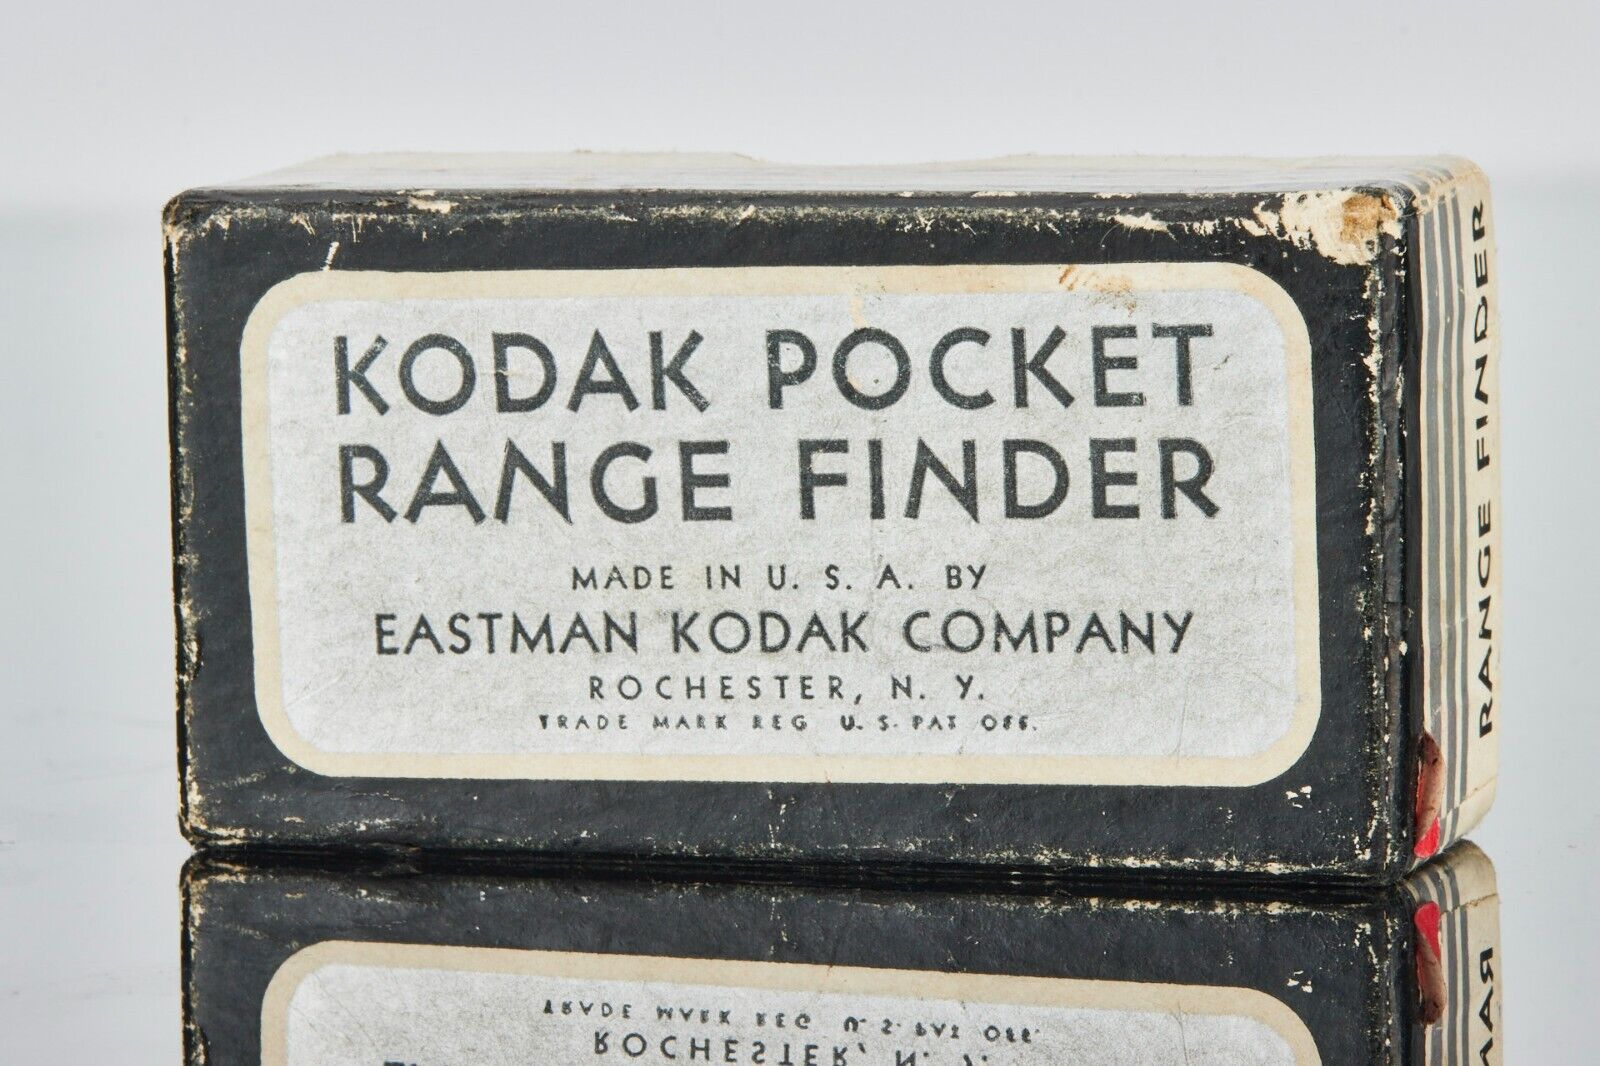 KODAK POCKET
RANGE FINDER
MADE IN U. S. A. BY
EASTMAN KODAK COMPANY
ROCHESTER, N. Y.
TRADE MARK REG. U. S. PAT. OFF.
RANGE FINDER